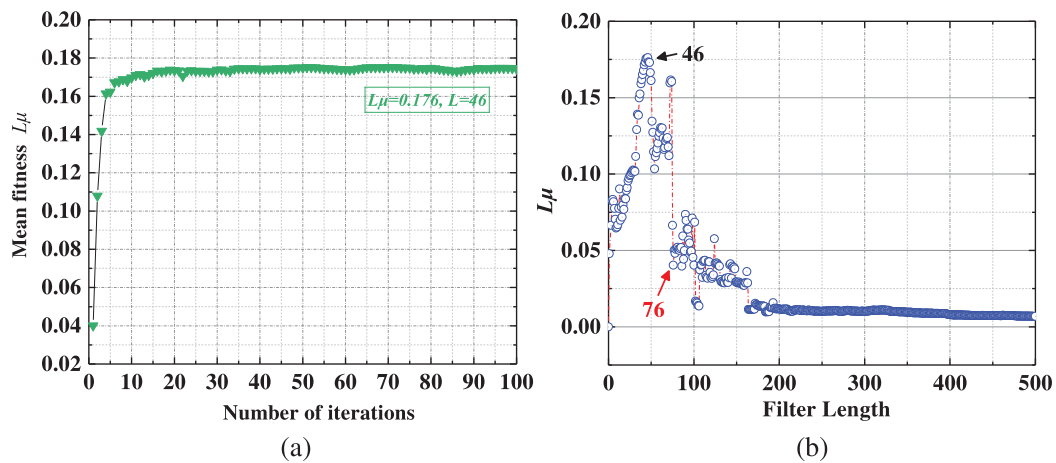 0.20
0.18
0.16
0.14
0.12
0.10
0.08
0.06
0.04
0.02
Mean fitness Lμ
Lμ=0.176, L=46
0 10 20 30 40 50 60 70 80 90 100
Number of iterations
(a)
0.20
0.15
0.10
0.05
0.00
Lμ
46
76
0 100 200 300 400 500
Filter Length
(b)